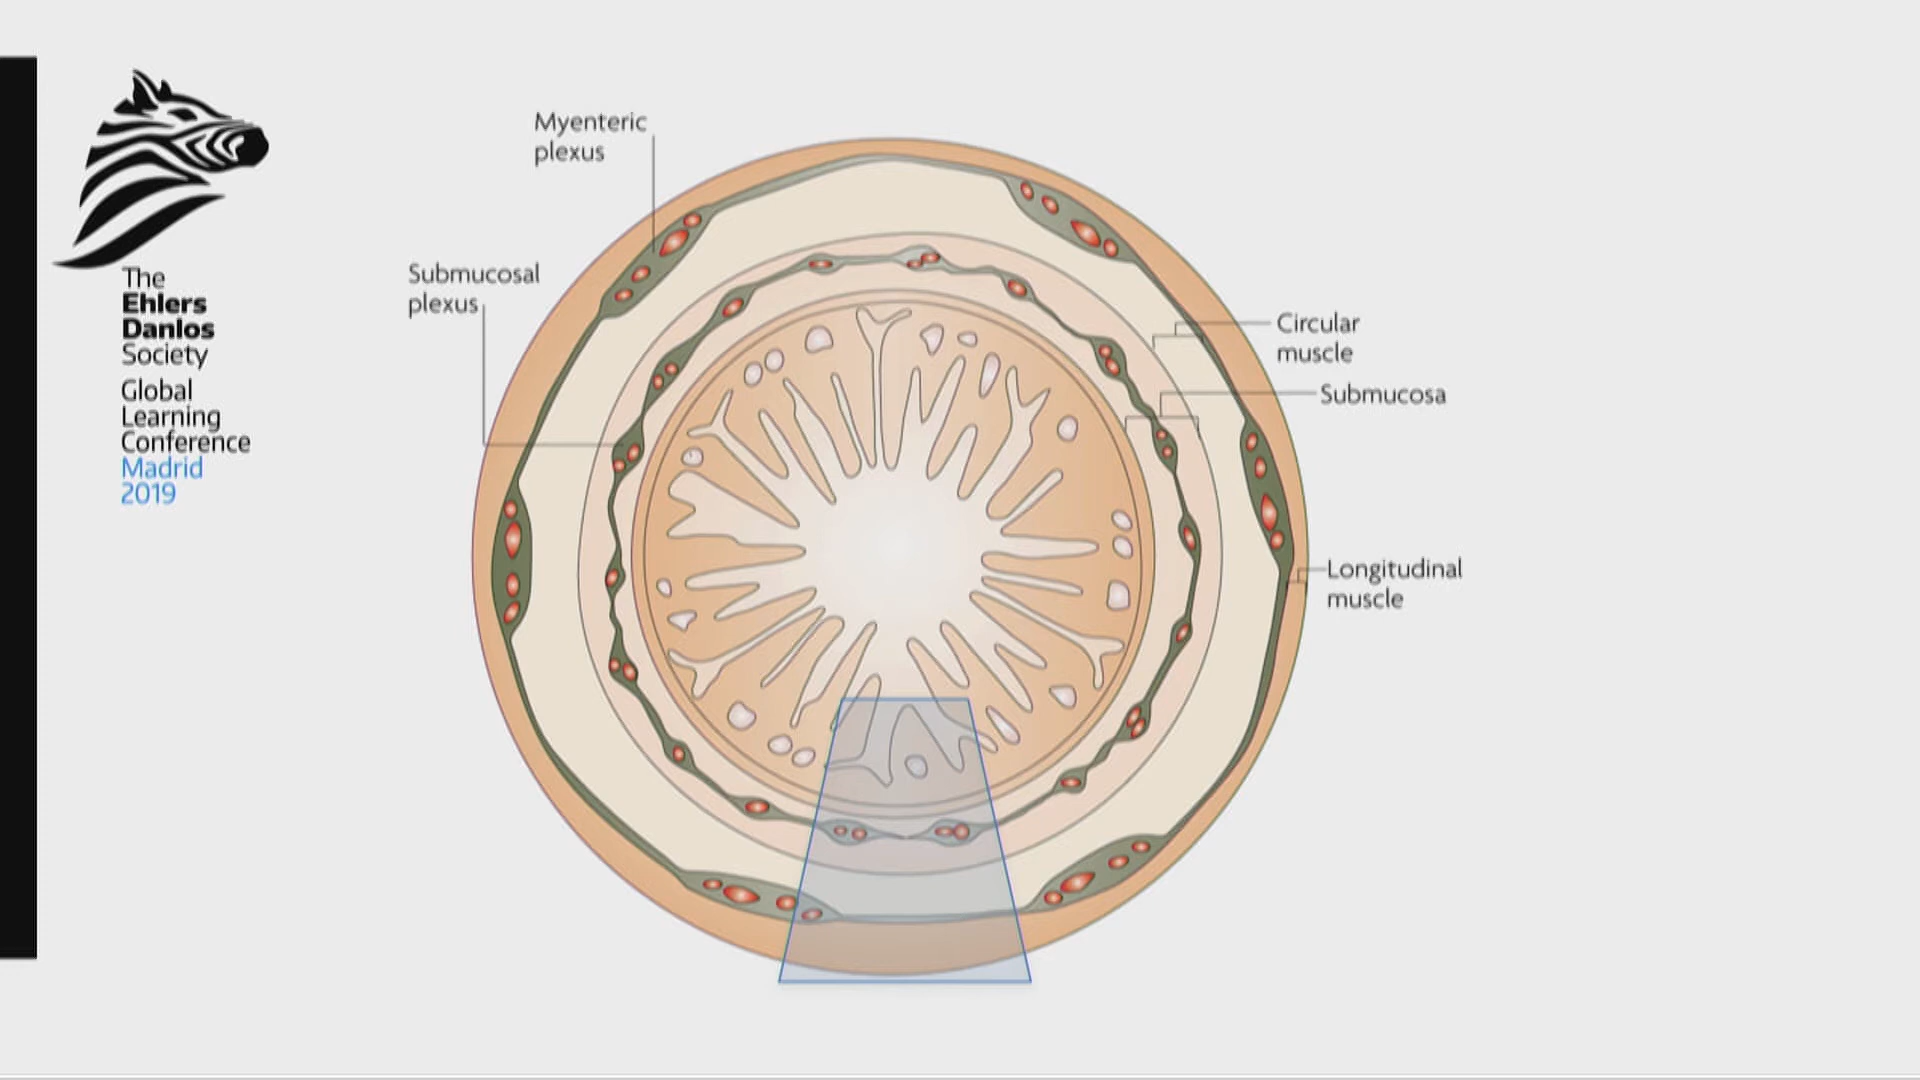 The
Ehlers
Danlos
Society
Global
Learning
Conference
Madrid
2019
Myenteric
plexus
Submucosal
plexus
Circular
muscle
Submucosa
Longitudinal
muscle